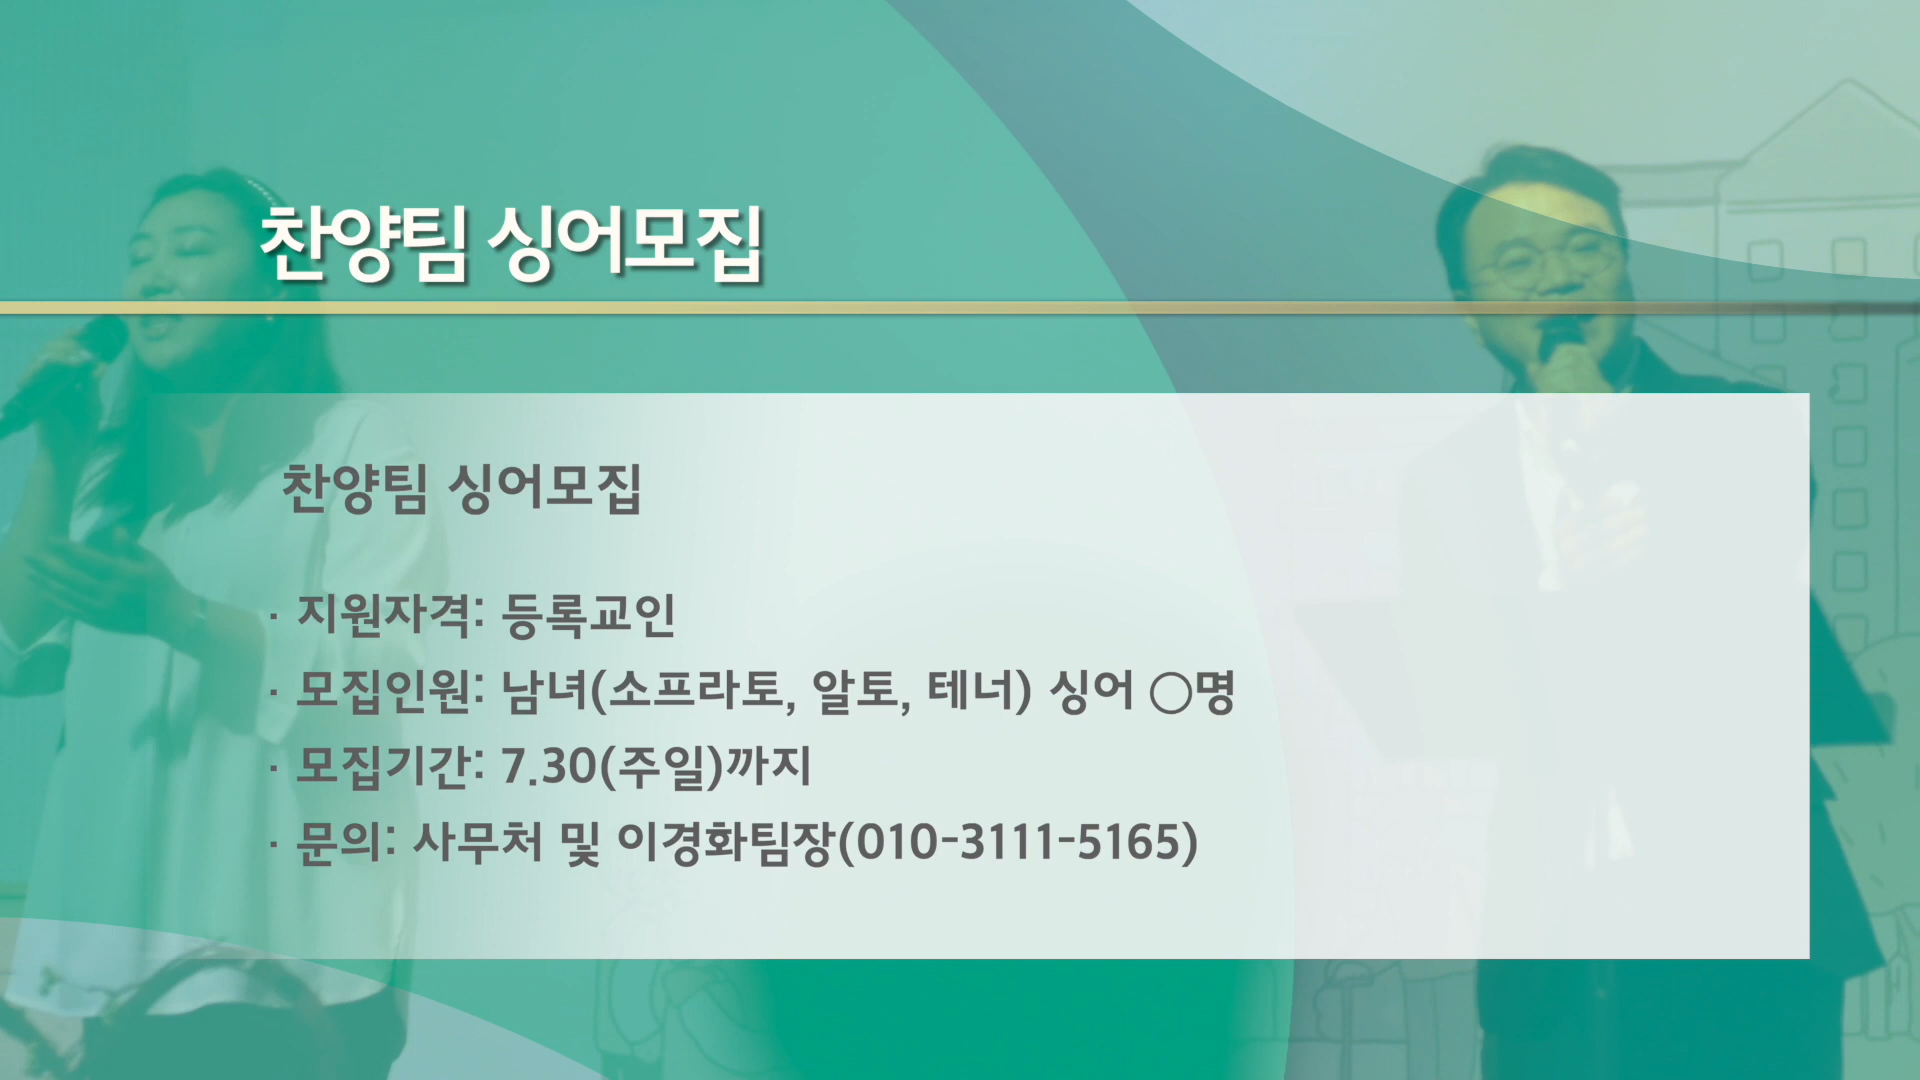 찬양팀 싱어모집
찬양팀 싱어모집
· 지원자격: 등록교인
· 모집인원: 남녀(소프라토, 알토, 테너) 싱어 ○명
· 모집기간: 7.30(주일)까지
· 문의: 사무처 및 이경화팀장(010-3111-5165)